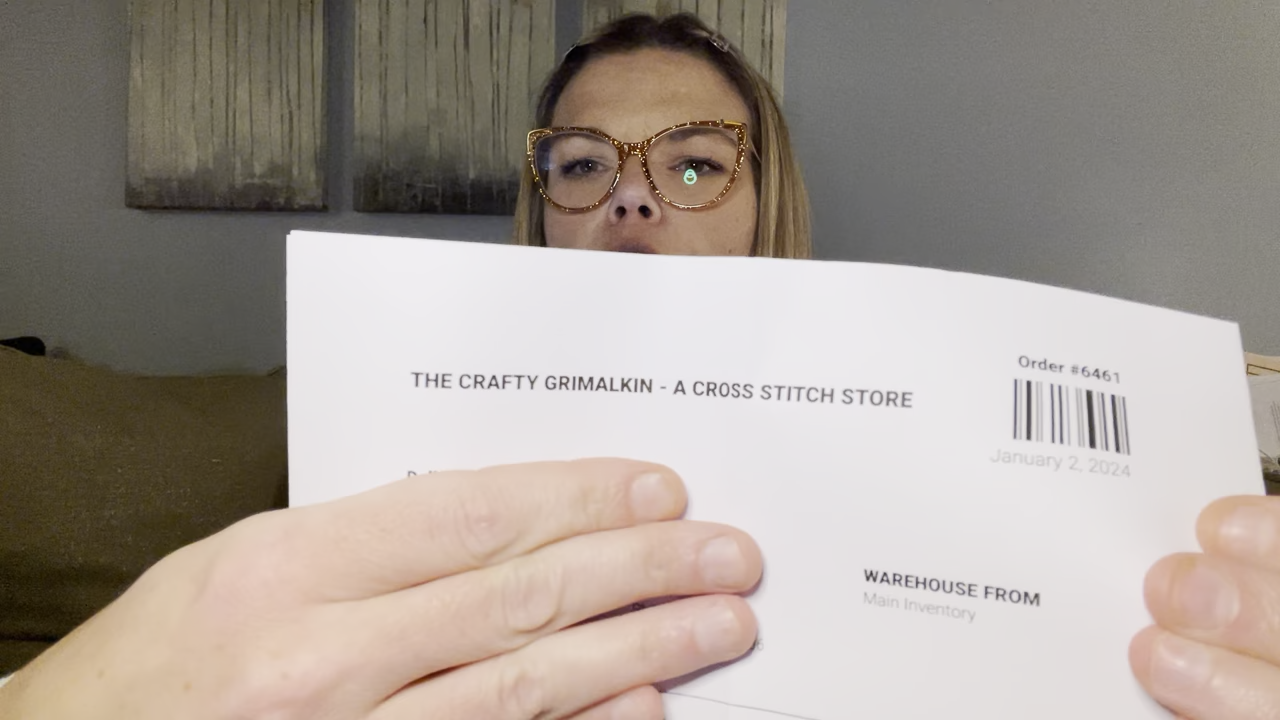 Order #6461
THE CRAFTY GRIMALKIN - A CROSS STITCH STORE
January 2, 2024
WAREHOUSE FROM
Main Inventory